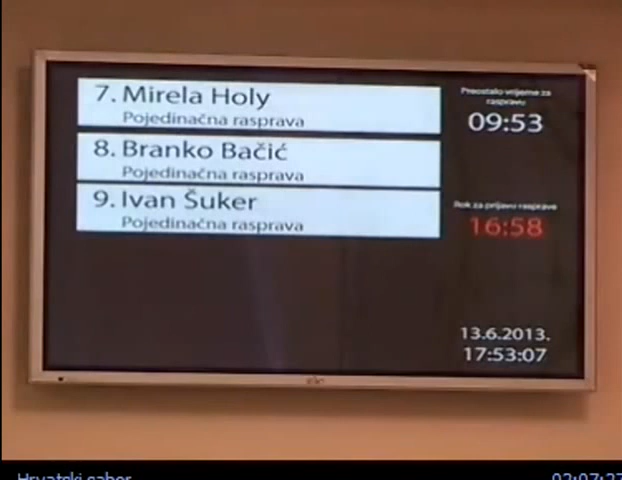 7. Mirela Holy
Pojedinačna rasprava
Preostalo vrijeme za
raspravu
09:53
8. Branko Bačić
Pojedinačna rasprava
9. Ivan Šuker
Pojedinačna rasprava
Rok za prijavu rasprave
16:58
13.6.2013.
17:53:07
Hrvatski sabor
02:07:27